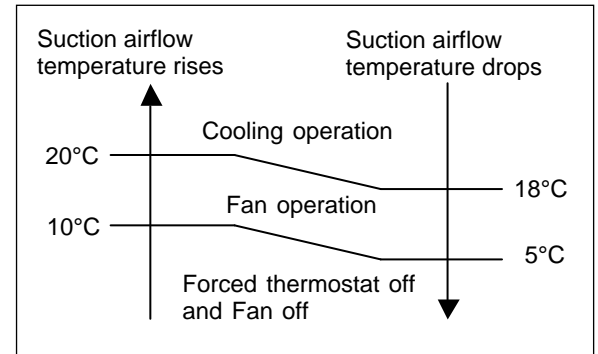 Suction airflow
temperature rises
Suction airflow
temperature drops
Cooling operation
20°C
18°C
Fan operation
10°C
5°C
Forced thermostat off
and Fan off